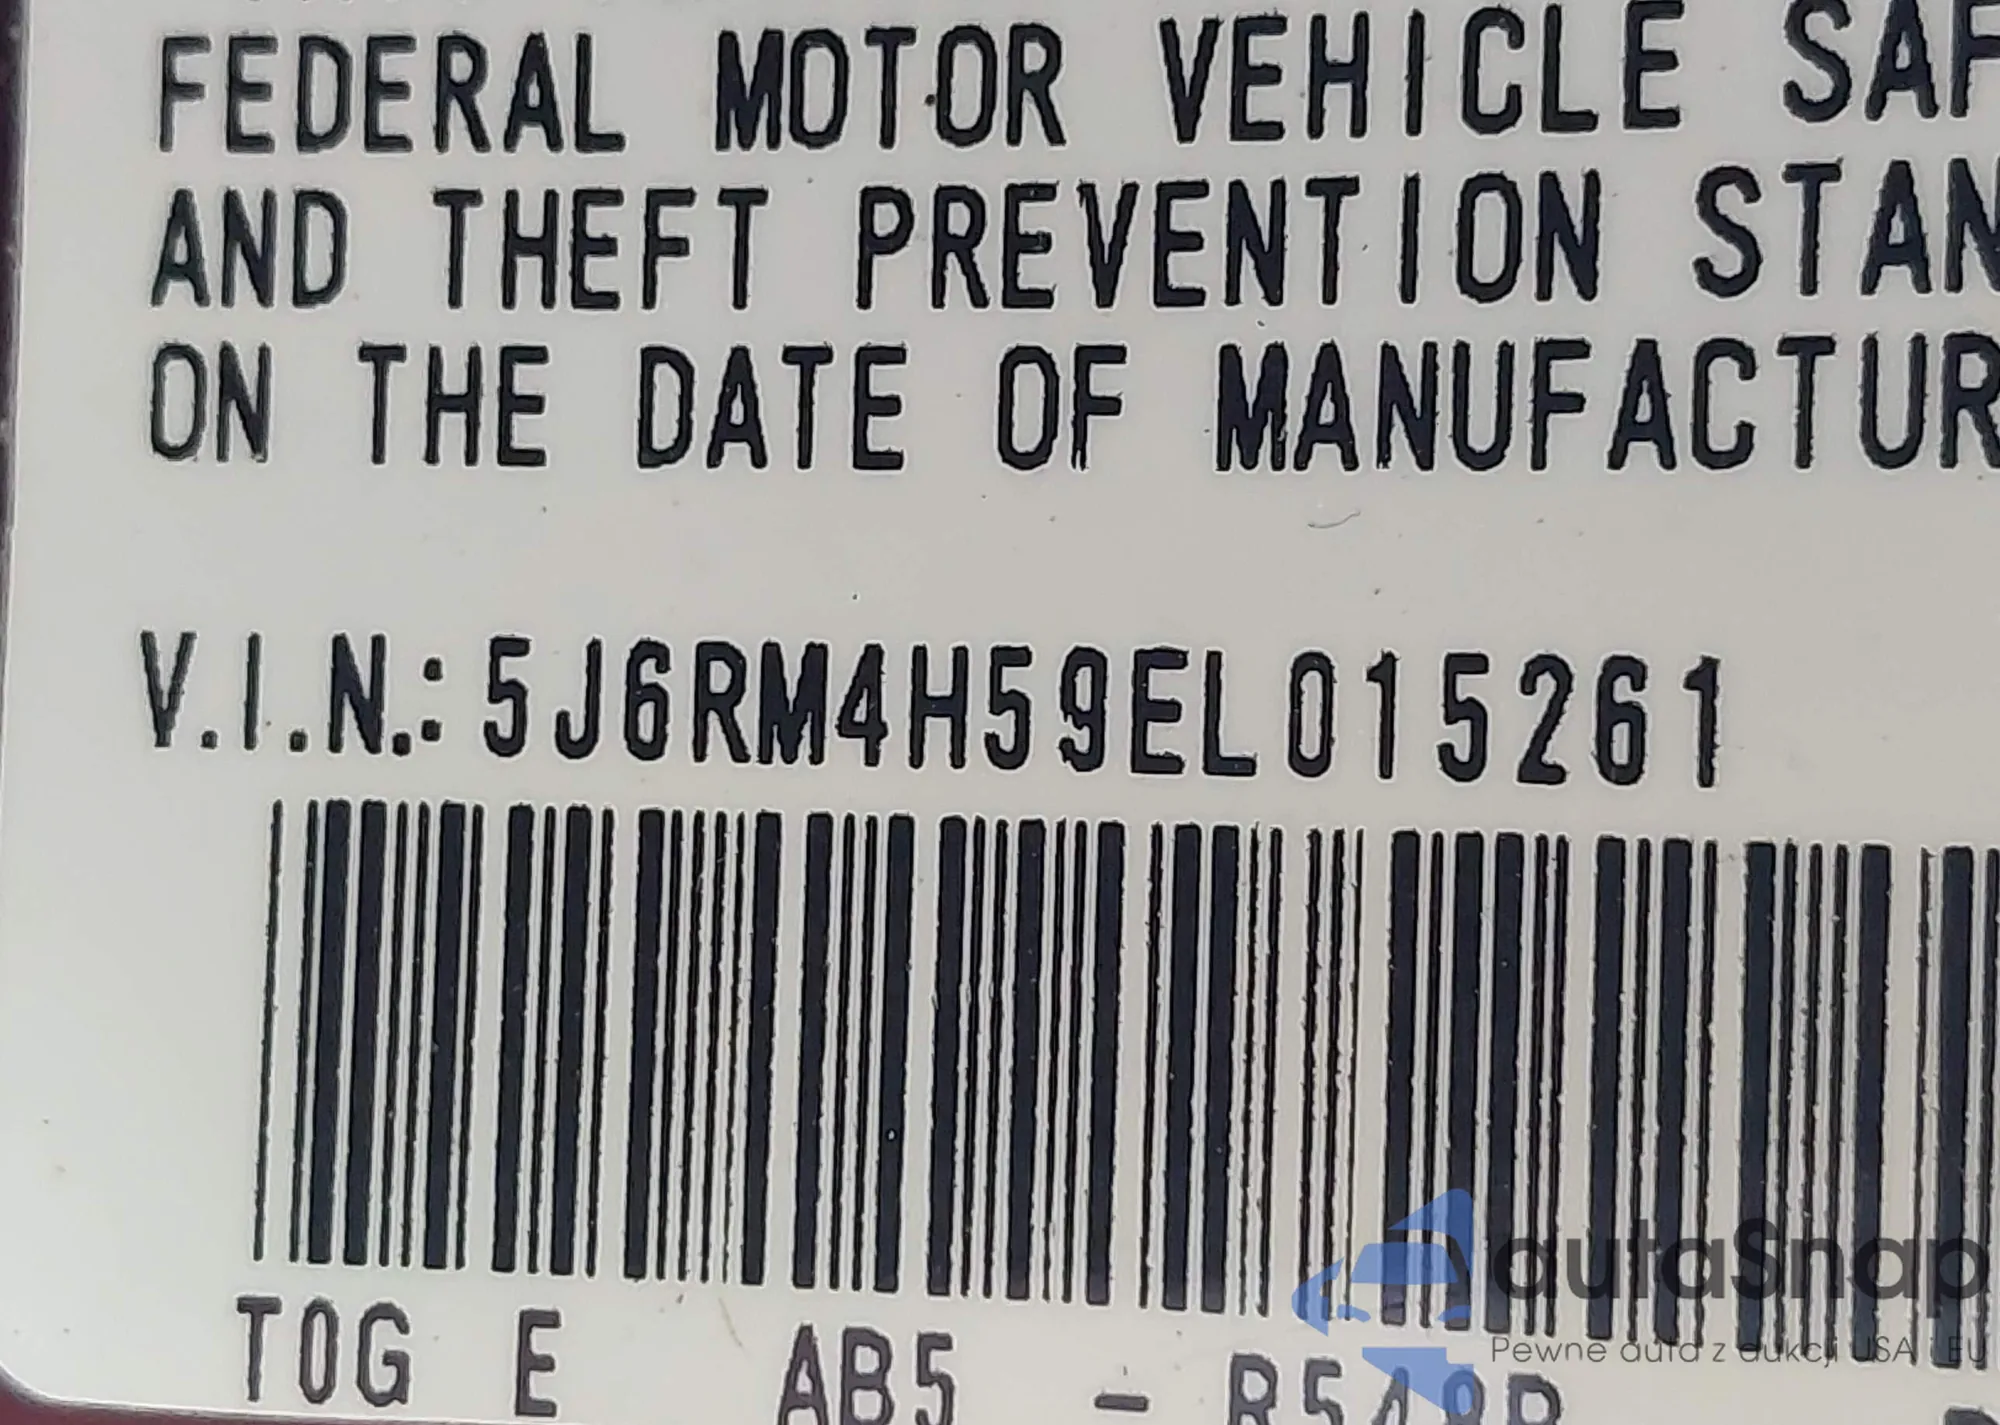 FEDERAL MOTOR VEHICLE SAF
AND THEFT PREVENTION STAN
ON THE DATE OF MANUFACTUR
V.I.N.: 5J6RM4H59EL015261
T0G E AB5 -
autaSnap
Pewne auta z aukcji USA i EU